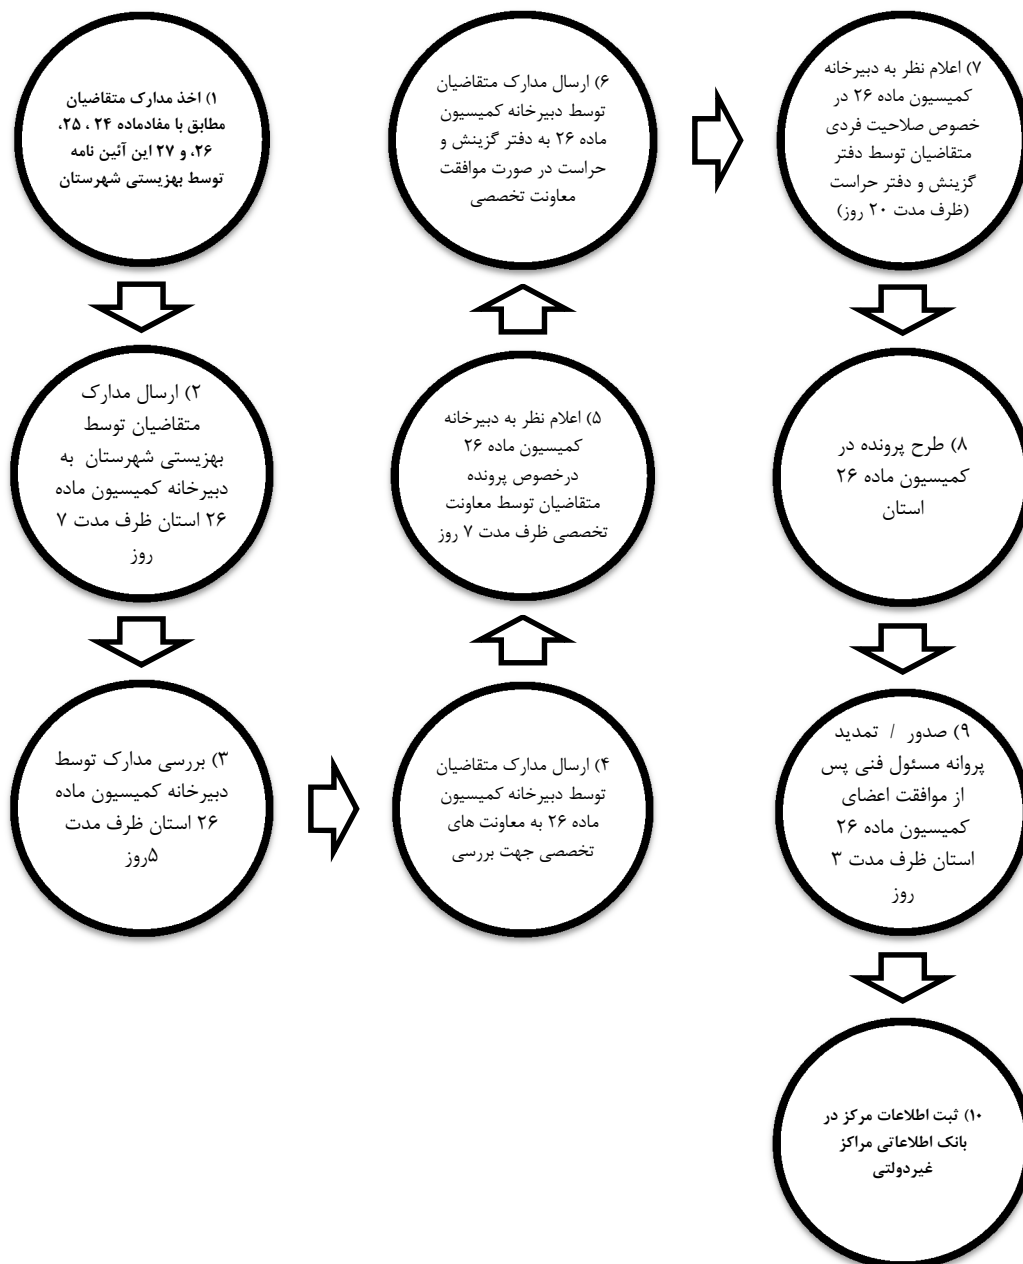 ۱) اخذ مدارک متقاضیان
مطابق با مفادماده ۲۴ ، ۲۵،
۲۶، و ۲۷ این آئین نامه
توسط بهزیستی شهرستان
۲) ارسال مدارک
متقاضیان توسط
بهزیستی شهرستان به
دبیرخانه کمیسیون ماده
۲۶ استان ظرف مدت ۷
روز
۳) بررسی مدارک توسط
دبیرخانه کمیسیون ماده
۲۶ استان ظرف مدت
۵روز
۴) ارسال مدارک متقاضیان
توسط دبیرخانه کمیسیون
ماده ۲۶ به معاونت های
تخصصی جهت بررسی
۵) اعلام نظر به دبیرخانه
کمیسیون ماده ۲۶
درخصوص پرونده
متقاضیان توسط معاونت
تخصصی ظرف مدت ۷ روز
۶) ارسال مدارک متقاضیان
توسط دبیرخانه کمیسیون
ماده ۲۶ به دفتر گزینش و
حراست در صورت موافقت
معاونت تخصصی
۷) اعلام نظر به دبیرخانه
کمیسیون ماده ۲۶ در
خصوص صلاحیت فردی
متقاضیان توسط دفتر
گزینش و دفتر حراست
(ظرف مدت ۲۰ روز)
۸) طرح پرونده در
کمیسیون ماده ۲۶
استان
۹) صدور / تمدید
پروانه مسئول فنی پس
از موافقت اعضای
کمیسیون ماده ۲۶
استان ظرف مدت ۳
روز
۱۰) ثبت اطلاعات مرکز در
بانک اطلاعاتی مراکز
غیردولتی